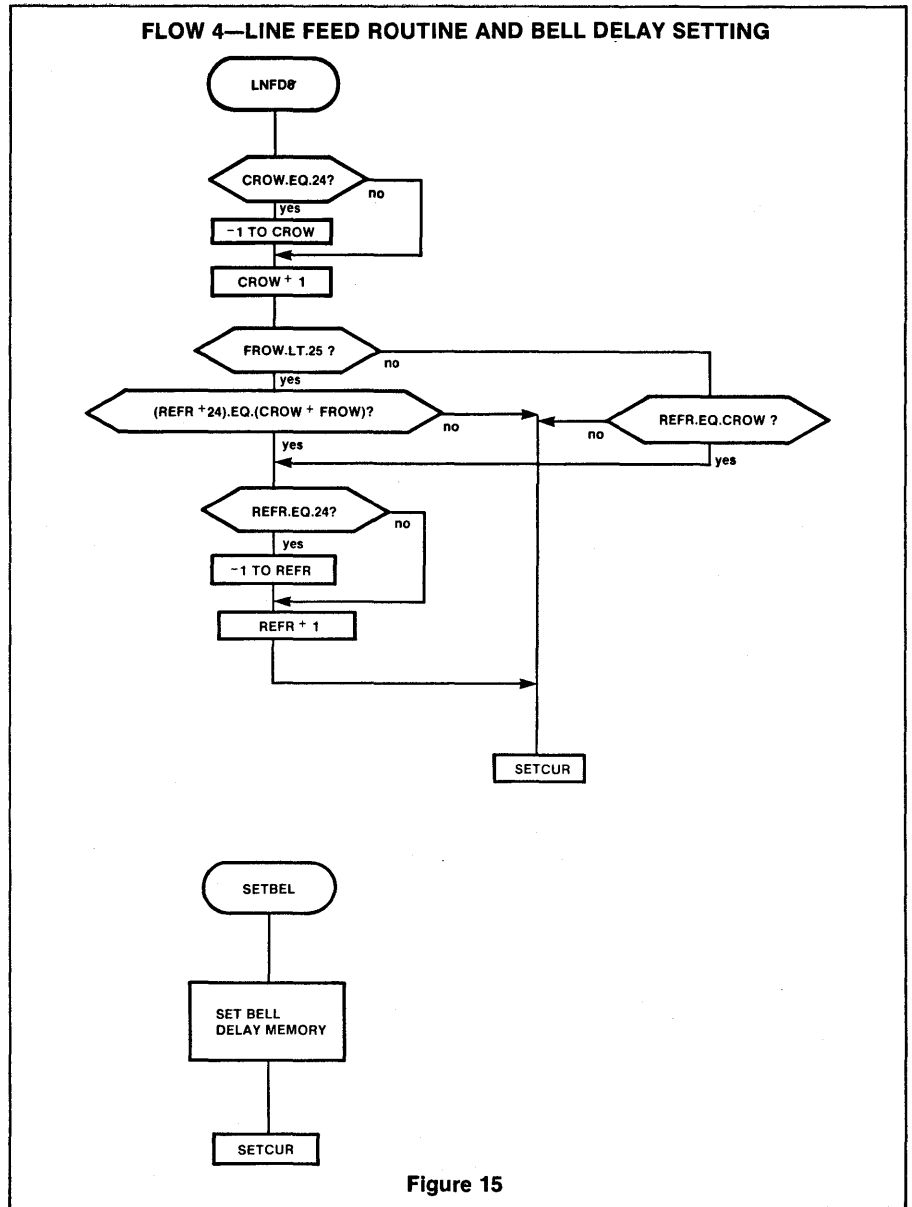 FLOW 4—LINE FEED ROUTINE AND BELL DELAY SETTING
LNFD8
CROW.EQ.24?
no
yes
-1 TO CROW
CROW + 1
FROW.LT.25 ?
no
yes
(REFR +24).EQ.(CROW + FROW)?
no
REFR.EQ.CROW ?
no
yes
yes
REFR.EQ.24?
no
yes
-1 TO REFR
REFR + 1
SETCUR
SETBEL
SET BELL
DELAY MEMORY
SETCUR
Figure 15